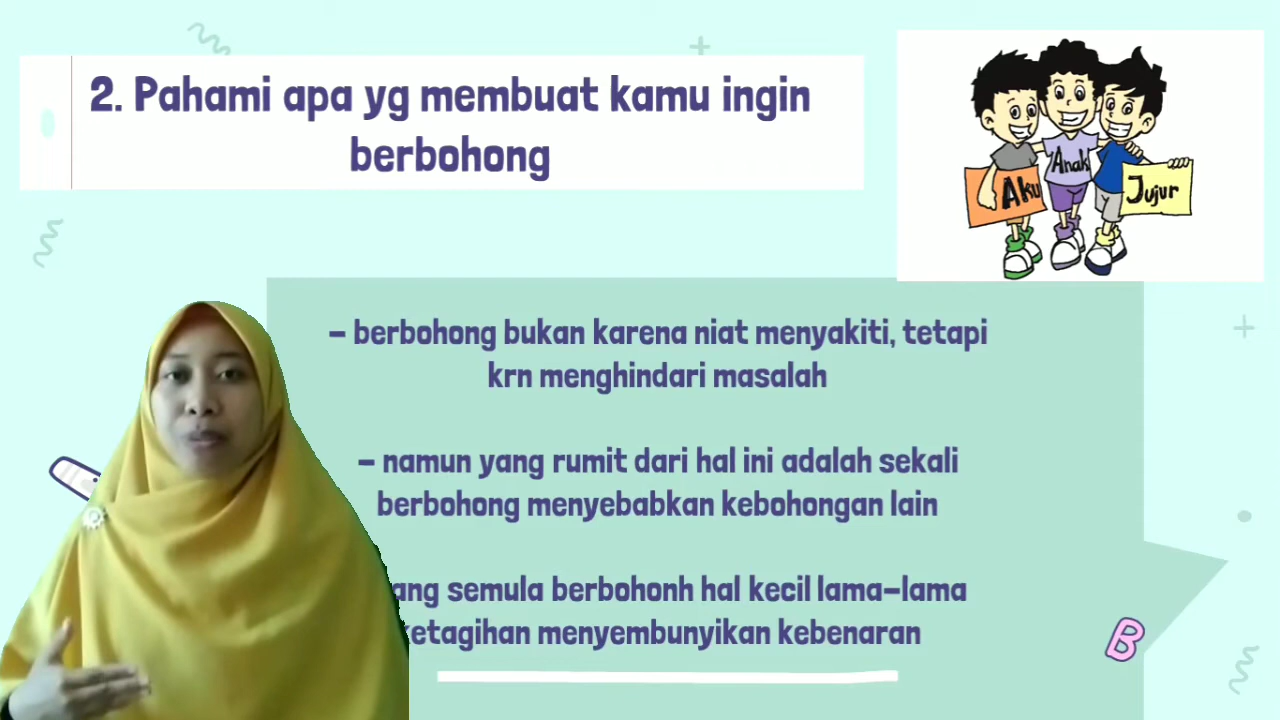 2. Pahami apa yg membuat kamu ingin
berbohong
Aku
Anak
Jujur
- berbohong bukan karena niat menyakiti, tetapi
krn menghindari masalah
- namun yang rumit dari hal ini adalah sekali
berbohong menyebabkan kebohongan lain
semula berbohonh hal kecil lama-lama
ketagihan menyembunyikan kebenaran
B